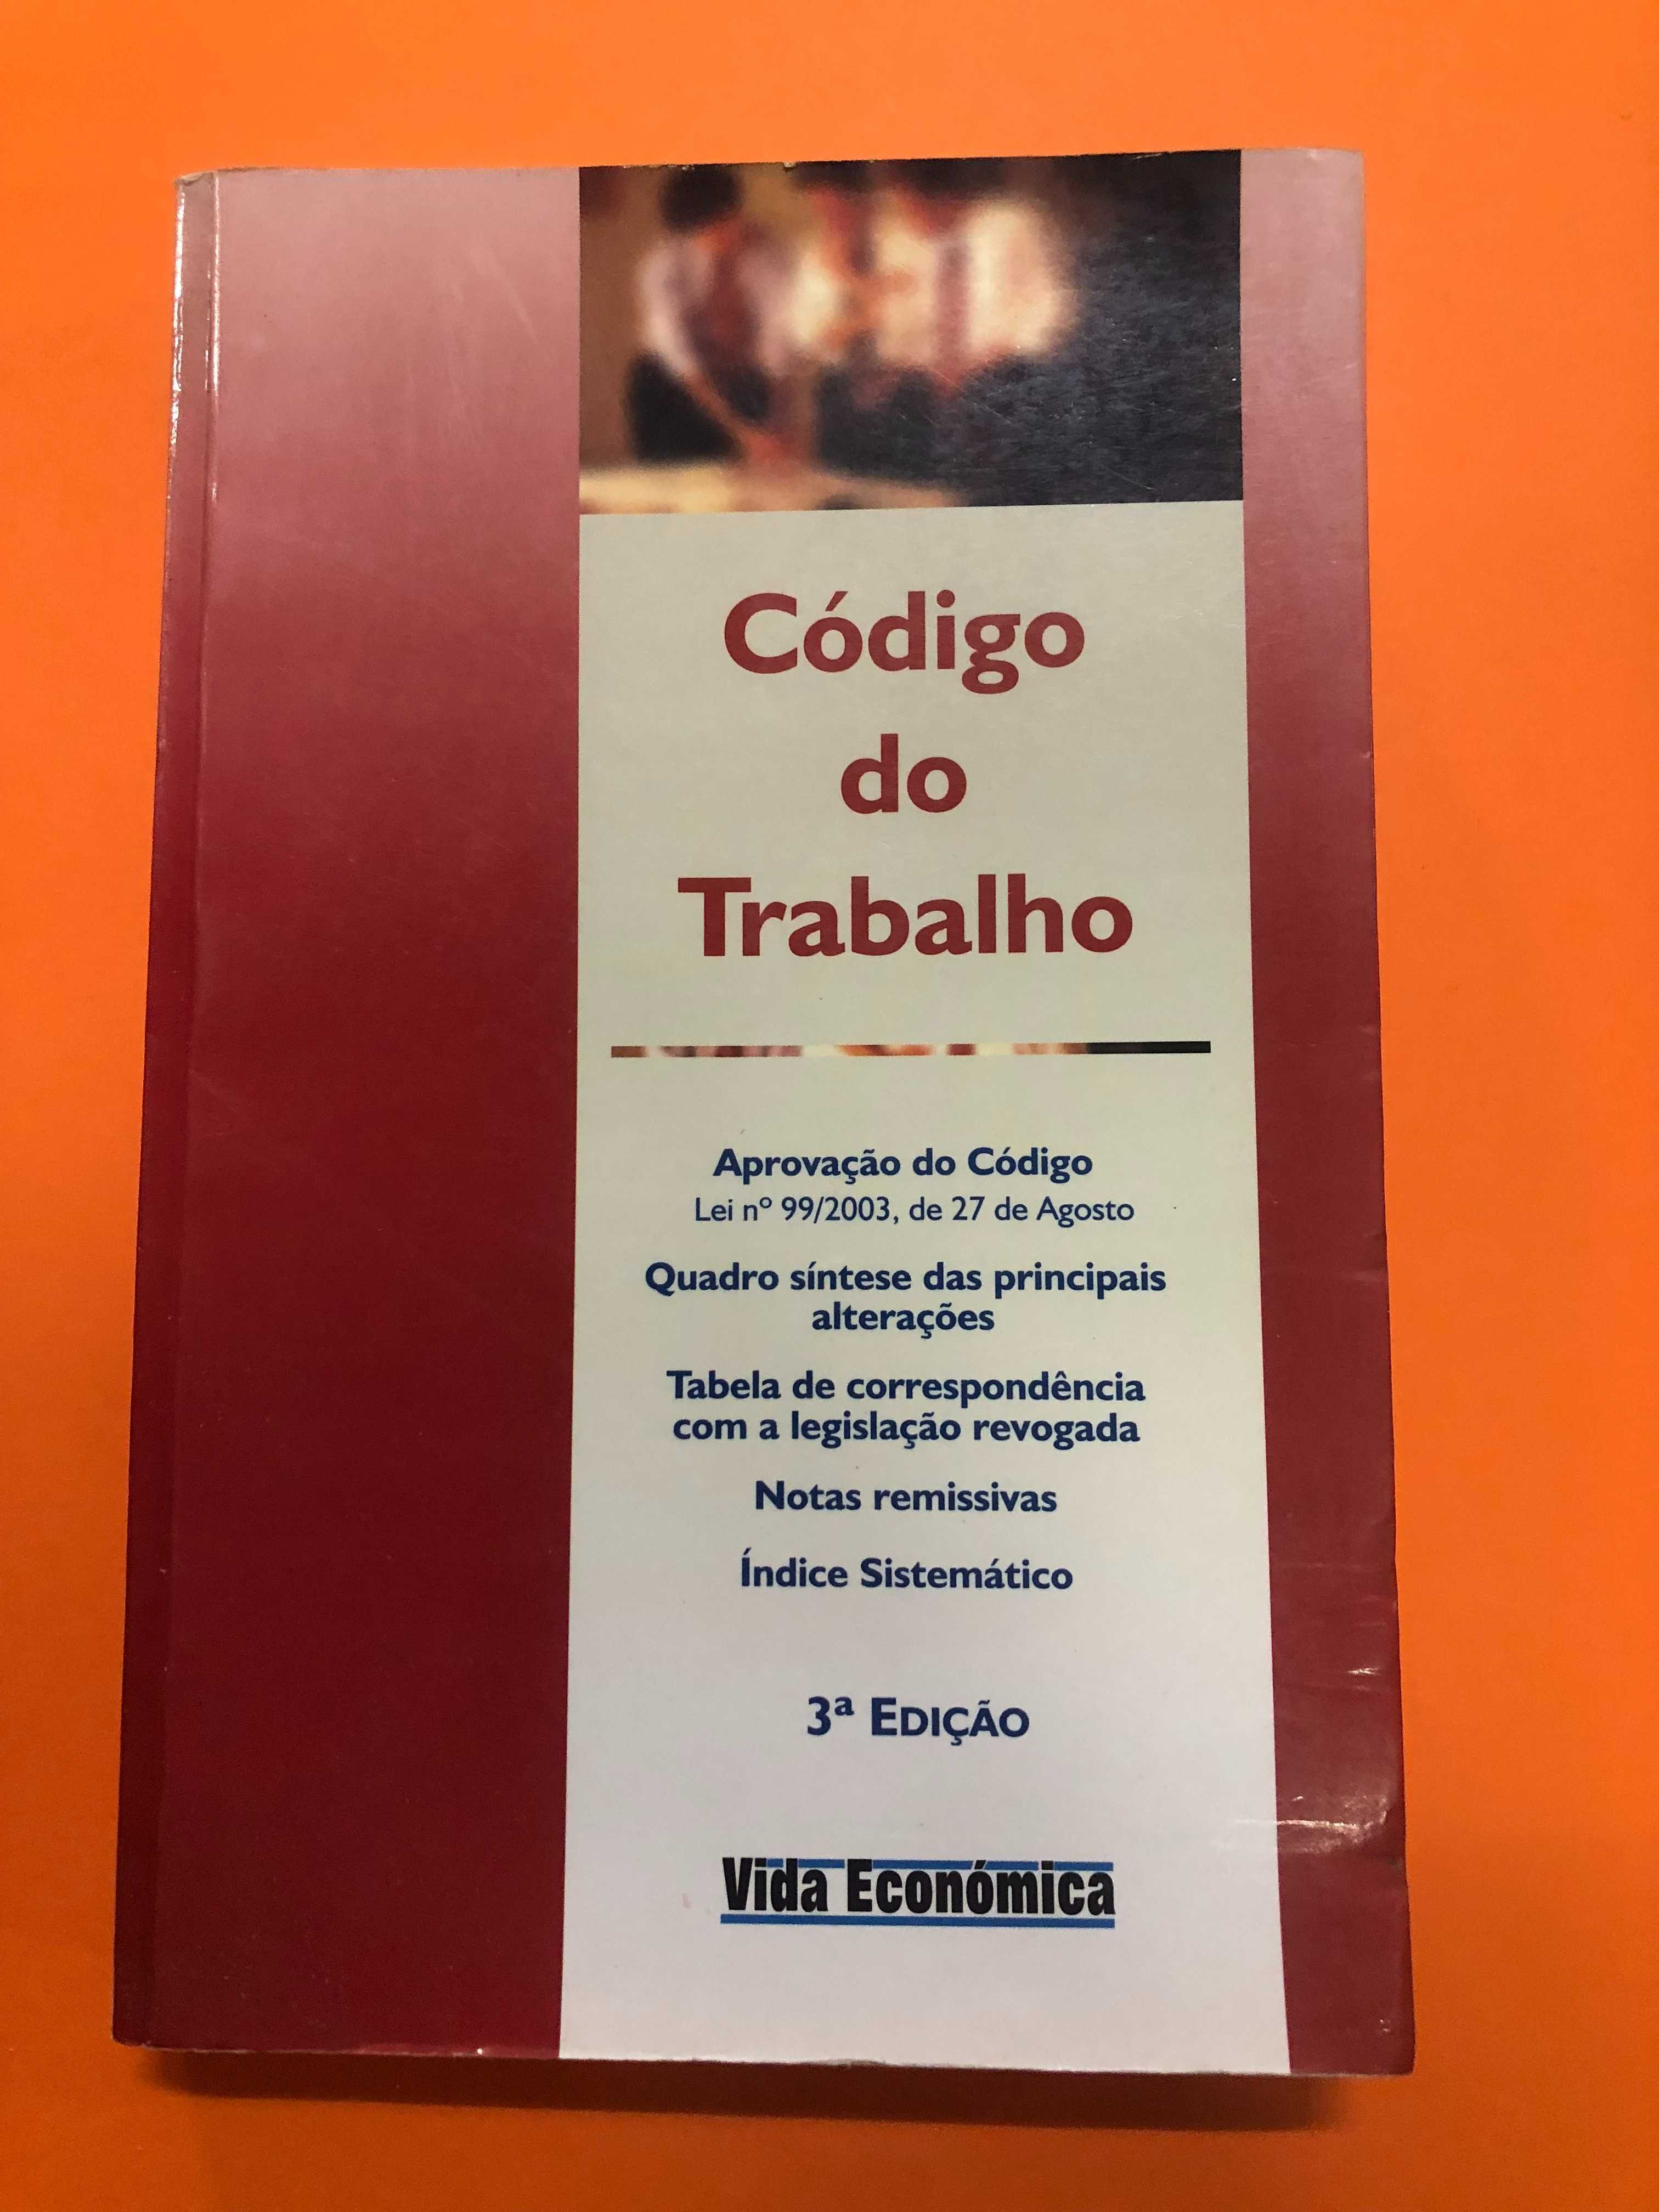 Código
do
Trabalho
Aprovação do Código
Lei nº 99/2003, de 27 de Agosto
Quadro síntese das principais
alterações
Tabela de correspondência
com a legislação revogada
Notas remissivas
Índice Sistemático
3ª EDIÇÃO
Vida Económica